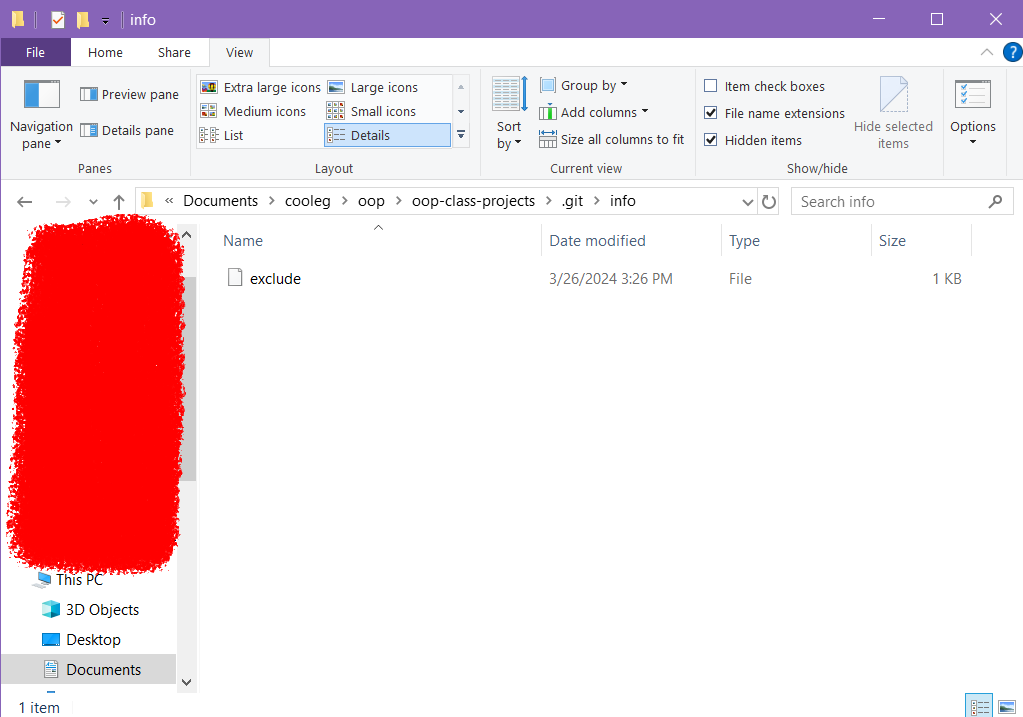 info
File Home Share View
Navigation pane
Preview pane
Details pane
Panes
Extra large icons Large icons
Medium icons Small icons
List Details
Layout
Sort by
Group by
Add columns
Size all columns to fit
Current view
Item check boxes
File name extensions
Hidden items
Hide selected items
Show/hide
Options
« Documents > cooleg > oop > oop-class-projects > .git > info
Search info
Name Date modified Type Size
exclude 3/26/2024 3:26 PM File 1 KB
This PC
3D Objects
Desktop
Documents
1 item